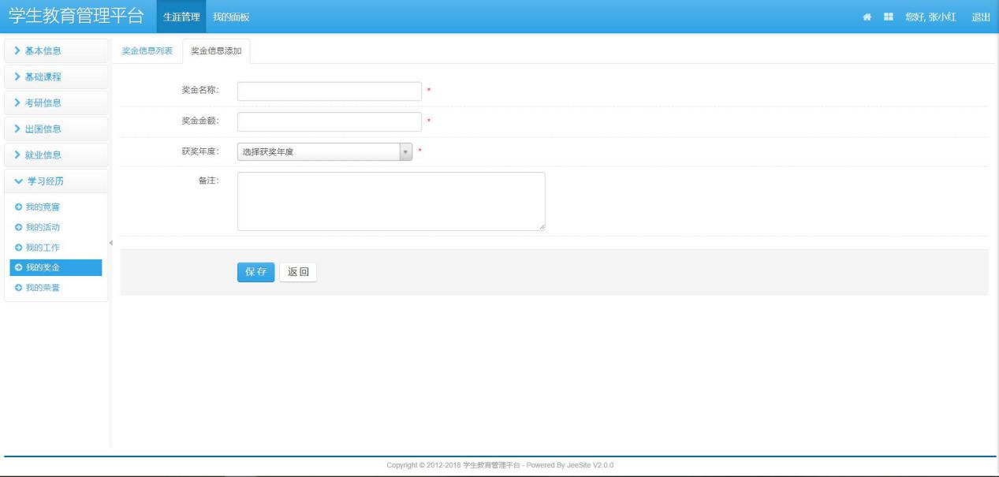 学生教育管理平台 生涯管理 我的面板 您好, 张小红 退出
基本信息
基础课程
考研信息
出国信息
就业信息
学习经历
我的竞赛
我的活动
我的工作
我的奖金
我的荣誉
奖金信息列表 奖金信息添加
奖金名称： *
奖金金额： *
获奖年度： 选择获奖年度 *
备注：
保存 返回
Copyright © 2012-2018 学生教育管理平台 - Powered By JeeSite V2.0.0